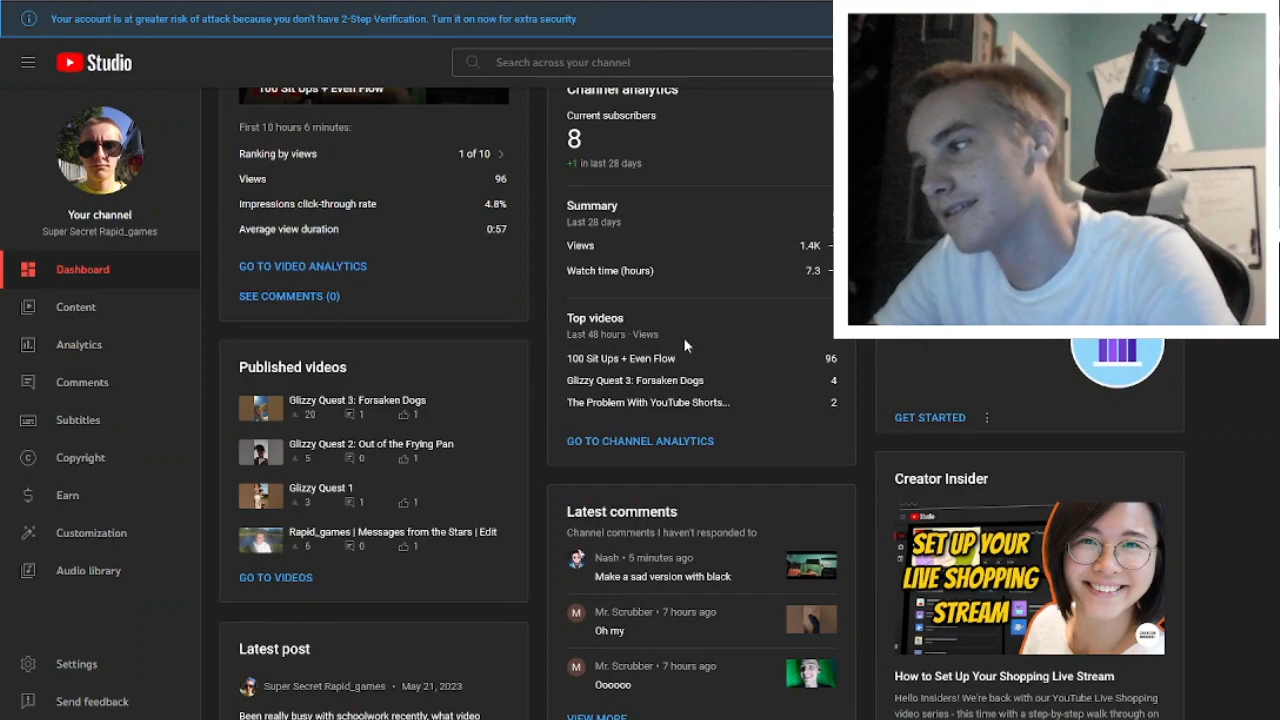 Your account is at greater risk of attack because you don't have 2-Step Verification. Turn it on now for extra security
Studio
Search across your channel
Your channel
Super Secret Rapid_games
Dashboard
Content
Analytics
Comments
Subtitles
Copyright
Earn
Customization
Audio library
Settings
Send feedback
100 Sit Ups + Even Flow
First 10 hours 6 minutes:
Ranking by views 1 of 10
Views 96
Impressions click-through rate 4.8%
Average view duration 0:57
GO TO VIDEO ANALYTICS
SEE COMMENTS (0)
Published videos
Glizzy Quest 3: Forsaken Dogs
20 1 1
Glizzy Quest 2: Out of the Frying Pan
5 0 1
Glizzy Quest 1
3 1 1
Rapid_games | Messages from the Stars | Edit
6 0 1
GO TO VIDEOS
Latest post
Super Secret Rapid_games • May 21, 2023
Been really busy with schoolwork recently, what video
Channel analytics
Current subscribers
8
+1 in last 28 days
Summary
Last 28 days
Views 1.4K —
Watch time (hours) 7.3 —
Top videos
Last 48 hours · Views
100 Sit Ups + Even Flow 96
Glizzy Quest 3: Forsaken Dogs 4
The Problem With YouTube Shorts... 2
GO TO CHANNEL ANALYTICS
Latest comments
Channel comments I haven't responded to
Nash • 5 minutes ago
Make a sad version with black
M
Mr. Scrubber • 7 hours ago
Oh my
M
Mr. Scrubber • 7 hours ago
Oooooo
VIEW MORE
GET STARTED
Creator Insider
Studio
SET UP YOUR
LIVE SHOPPING
STREAM
How to Set Up Your Shopping Live Stream
Hello Insiders! We're back with our YouTube Live Shopping
video series - this time with a step-by-step walk through on